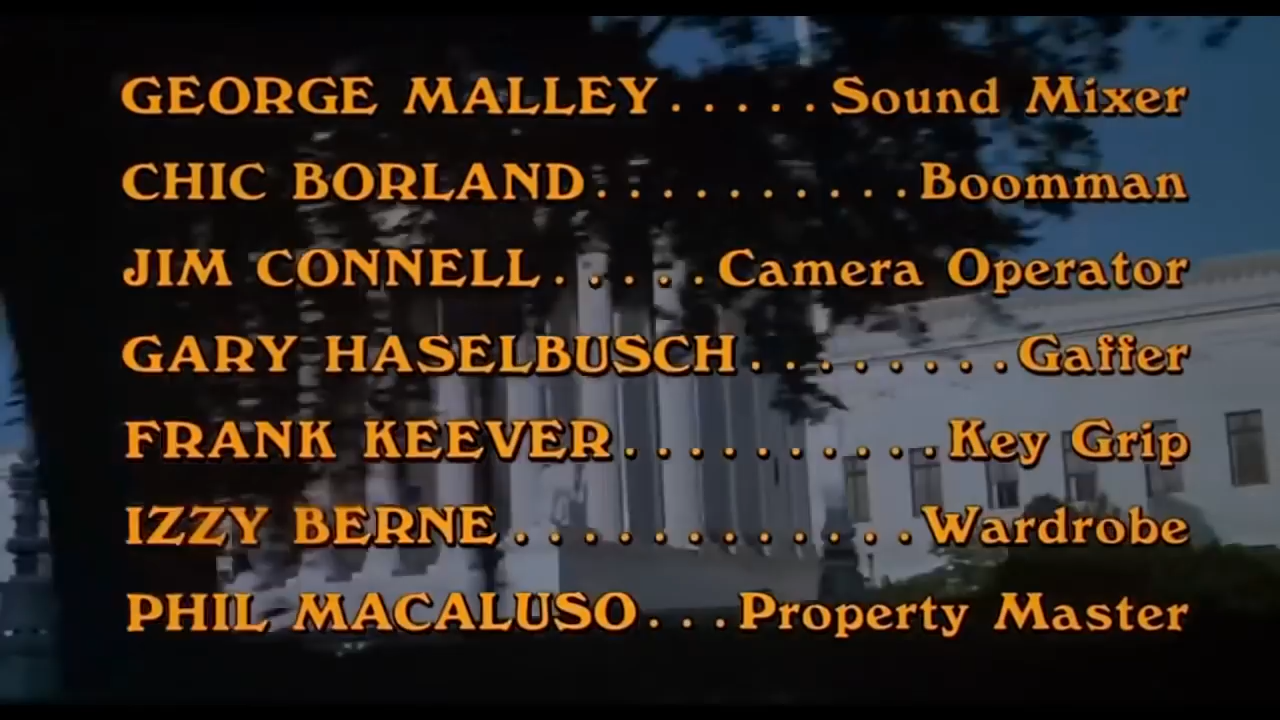 GEORGE MALLEY.....Sound Mixer
CHIC BORLAND..........Boomman
JIM CONNELL.....Camera Operator
GARY HASELBUSCH........Gaffer
FRANK KEEVER..........Key Grip
IZZY BERNE............Wardrobe
PHIL MACALUSO...Property Master